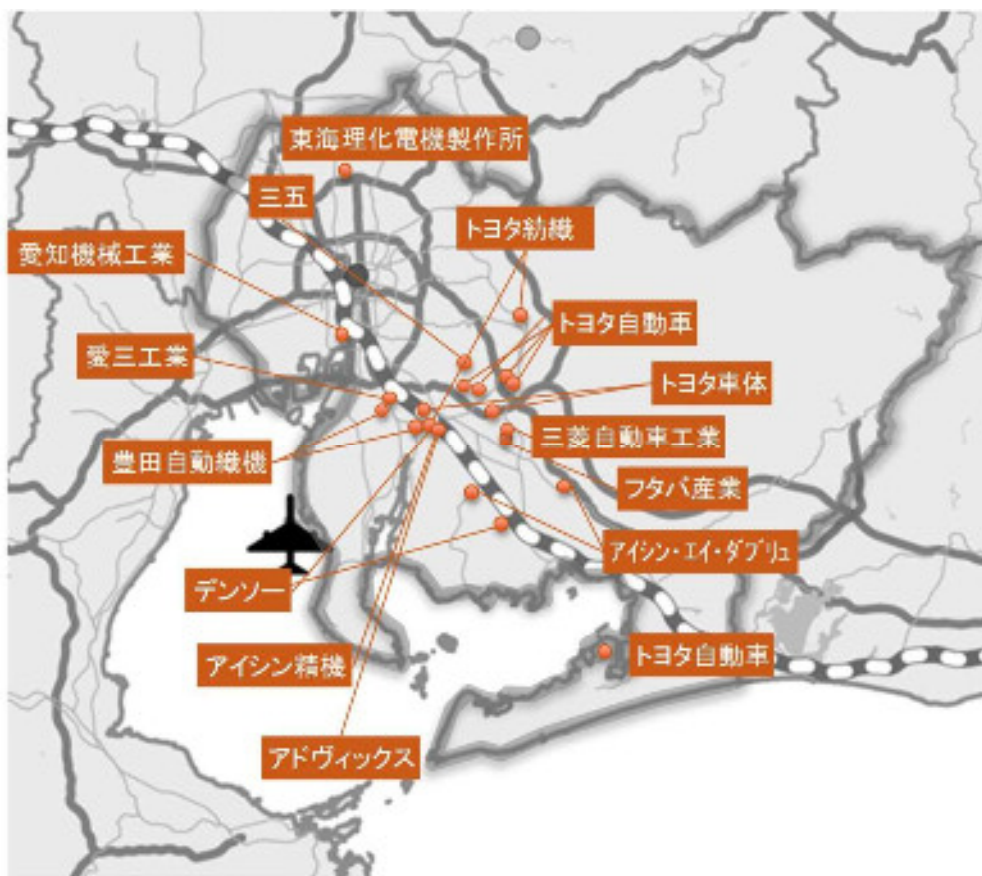 東海理化電機製作所
三五
トヨタ紡織
愛知機械工業
トヨタ自動車
愛三工業
トヨタ車体
三菱自動車工業
豊田自動織機
フタバ産業
アイシン・エイ・ダブリュ
デンソー
アイシン精機
トヨタ自動車
アドヴィックス